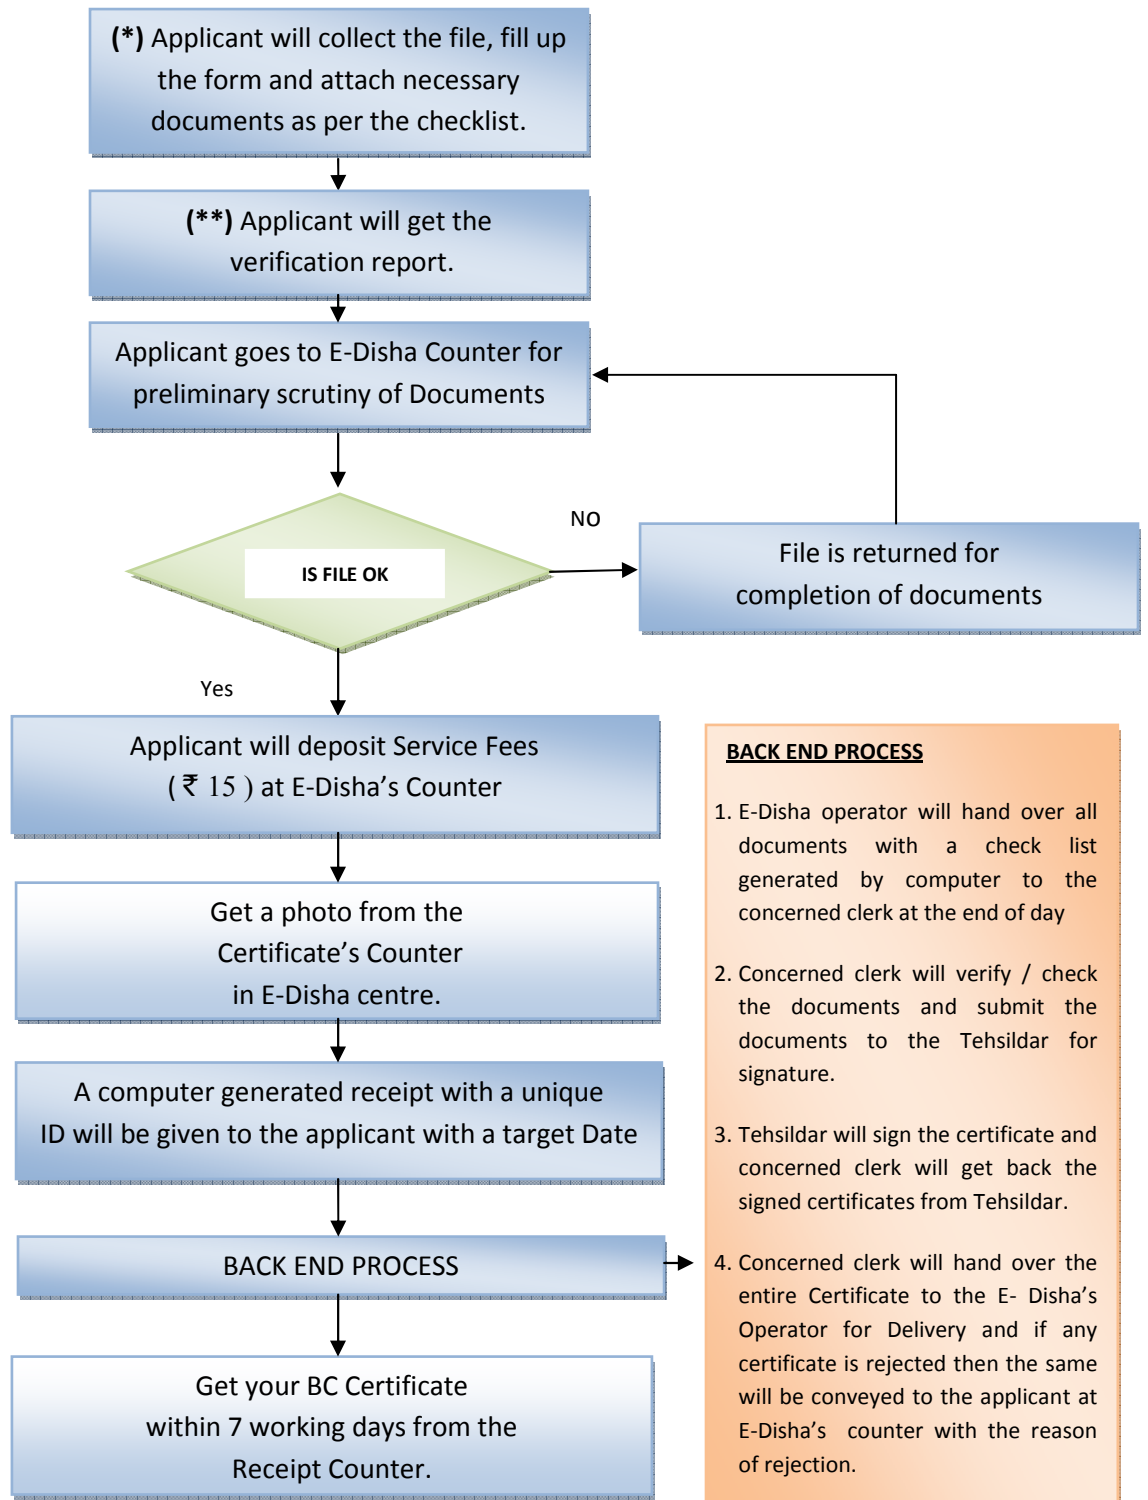 (*) Applicant will collect the file, fill up
the form and attach necessary
documents as per the checklist.
(**) Applicant will get the
verification report.
Applicant goes to E-Disha Counter for
preliminary scrutiny of Documents
IS FILE OK
NO
File is returned for
completion of documents
Yes
Applicant will deposit Service Fees
( ₹ 15 ) at E-Disha’s Counter
Get a photo from the
Certificate’s Counter
in E-Disha centre.
A computer generated receipt with a unique
ID will be given to the applicant with a target Date
BACK END PROCESS
Get your BC Certificate
within 7 working days from the
Receipt Counter.
BACK END PROCESS
1. E-Disha operator will hand over all
documents with a check list
generated by computer to the
concerned clerk at the end of day
2. Concerned clerk will verify / check
the documents and submit the
documents to the Tehsildar for
signature.
3. Tehsildar will sign the certificate and
concerned clerk will get back the
signed certificates from Tehsildar.
4. Concerned clerk will hand over the
entire Certificate to the E- Disha’s
Operator for Delivery and if any
certificate is rejected then the same
will be conveyed to the applicant at
E-Disha’s counter with the reason
of rejection.